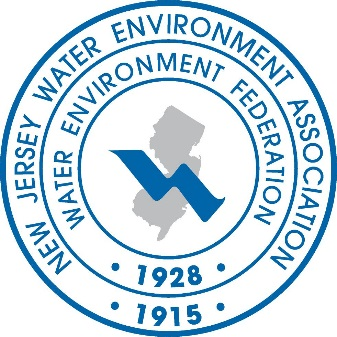 NEW JERSEY WATER ENVIRONMENT ASSOCIATION
WATER ENVIRONMENT FEDERATION
• 1928 •
• 1915 •